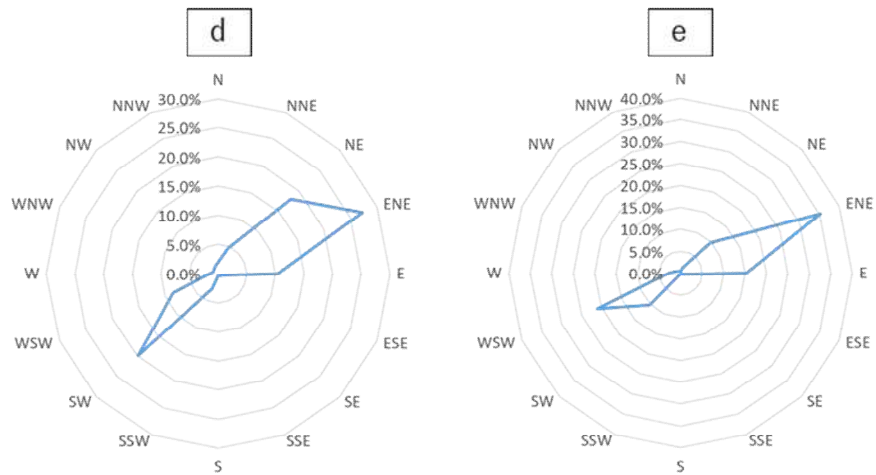 d
N
30.0%
25.0%
20.0%
15.0%
10.0%
5.0%
0.0%
NNE
NE
ENE
E
ESE
SE
SSE
S
SSW
SW
WSW
W
WNW
NW
NNW
e
N
40.0%
35.0%
30.0%
25.0%
20.0%
15.0%
10.0%
5.0%
0.0%
NNE
NE
ENE
E
ESE
SE
SSE
S
SSW
SW
WSW
W
WNW
NW
NNW